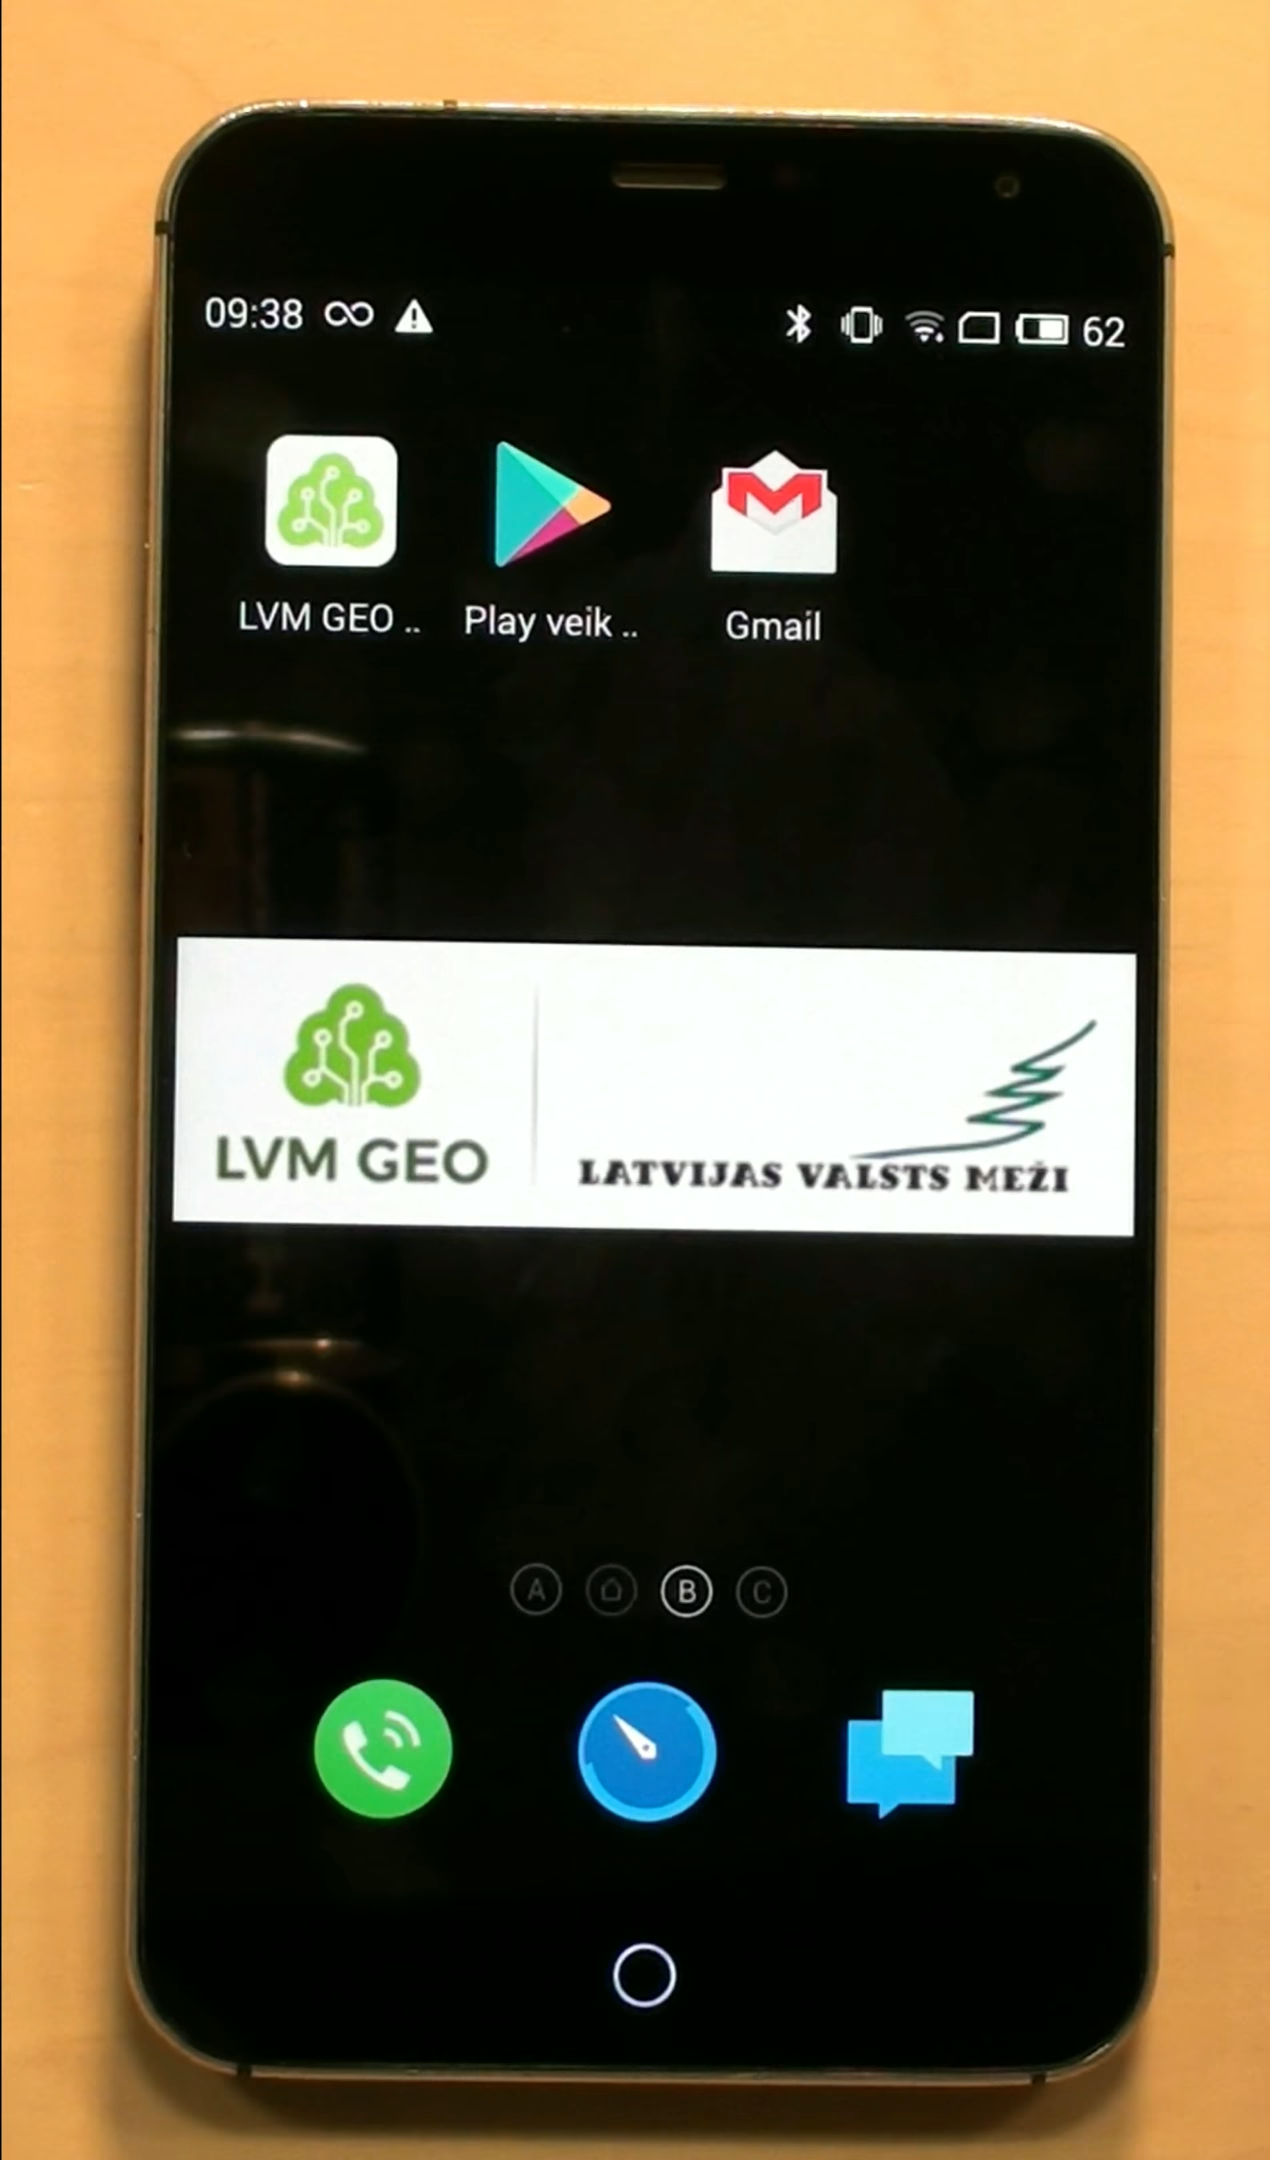 09:38
62
LVM GEO ..
Play veik ..
Gmail
LVM GEO
LATVIJAS VALSTS MEŽI
A
B
C